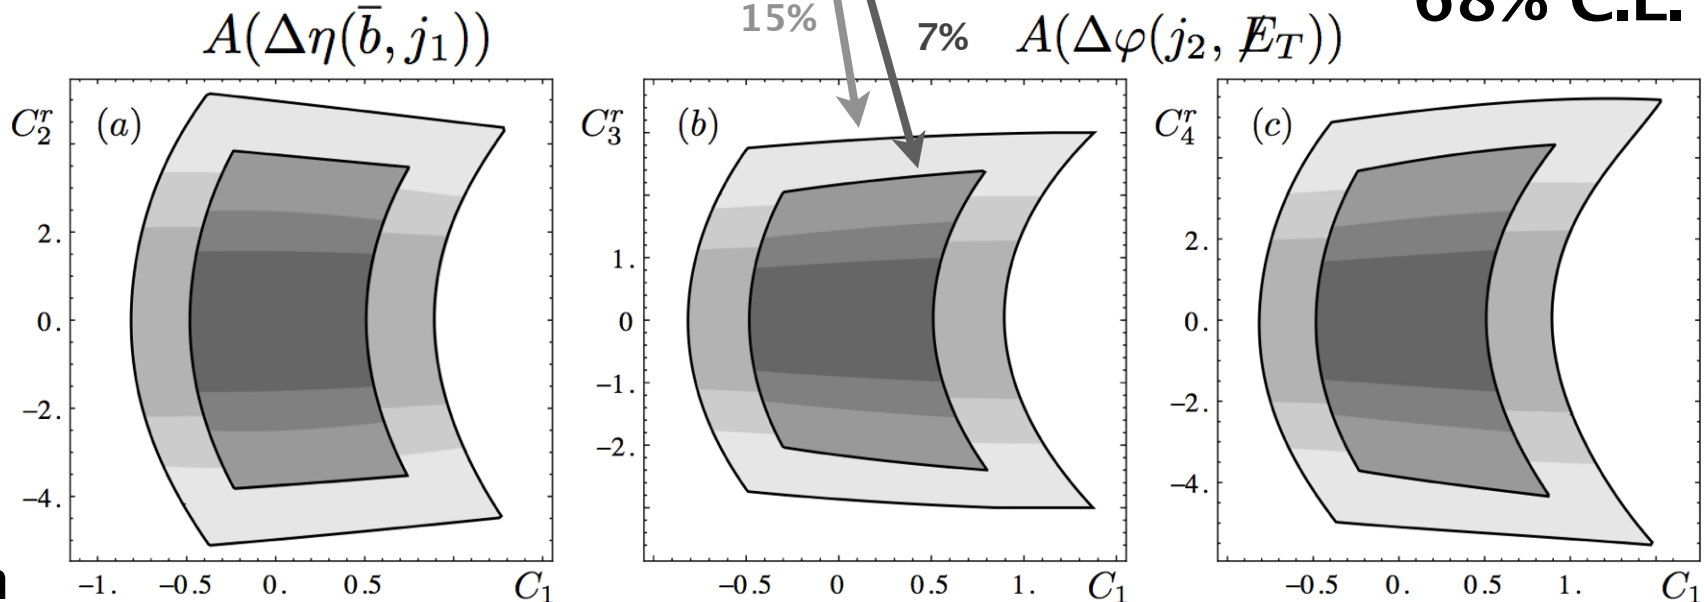 68% C.L.
15%
7%
A(Δη(b̅, j₁))
A(Δφ(j₂, E̸_T))
C₂ʳ (a)
2.
0.
−2.
−4.
−1. −0.5 0. 0.5 C₁
C₃ʳ (b)
3
1.
0
−1.
−2.
−0.5 0 0.5 1. C₁
C₄ʳ (c)
2.
0.
−2.
−4.
−0.5 0. 0.5 1. C₁